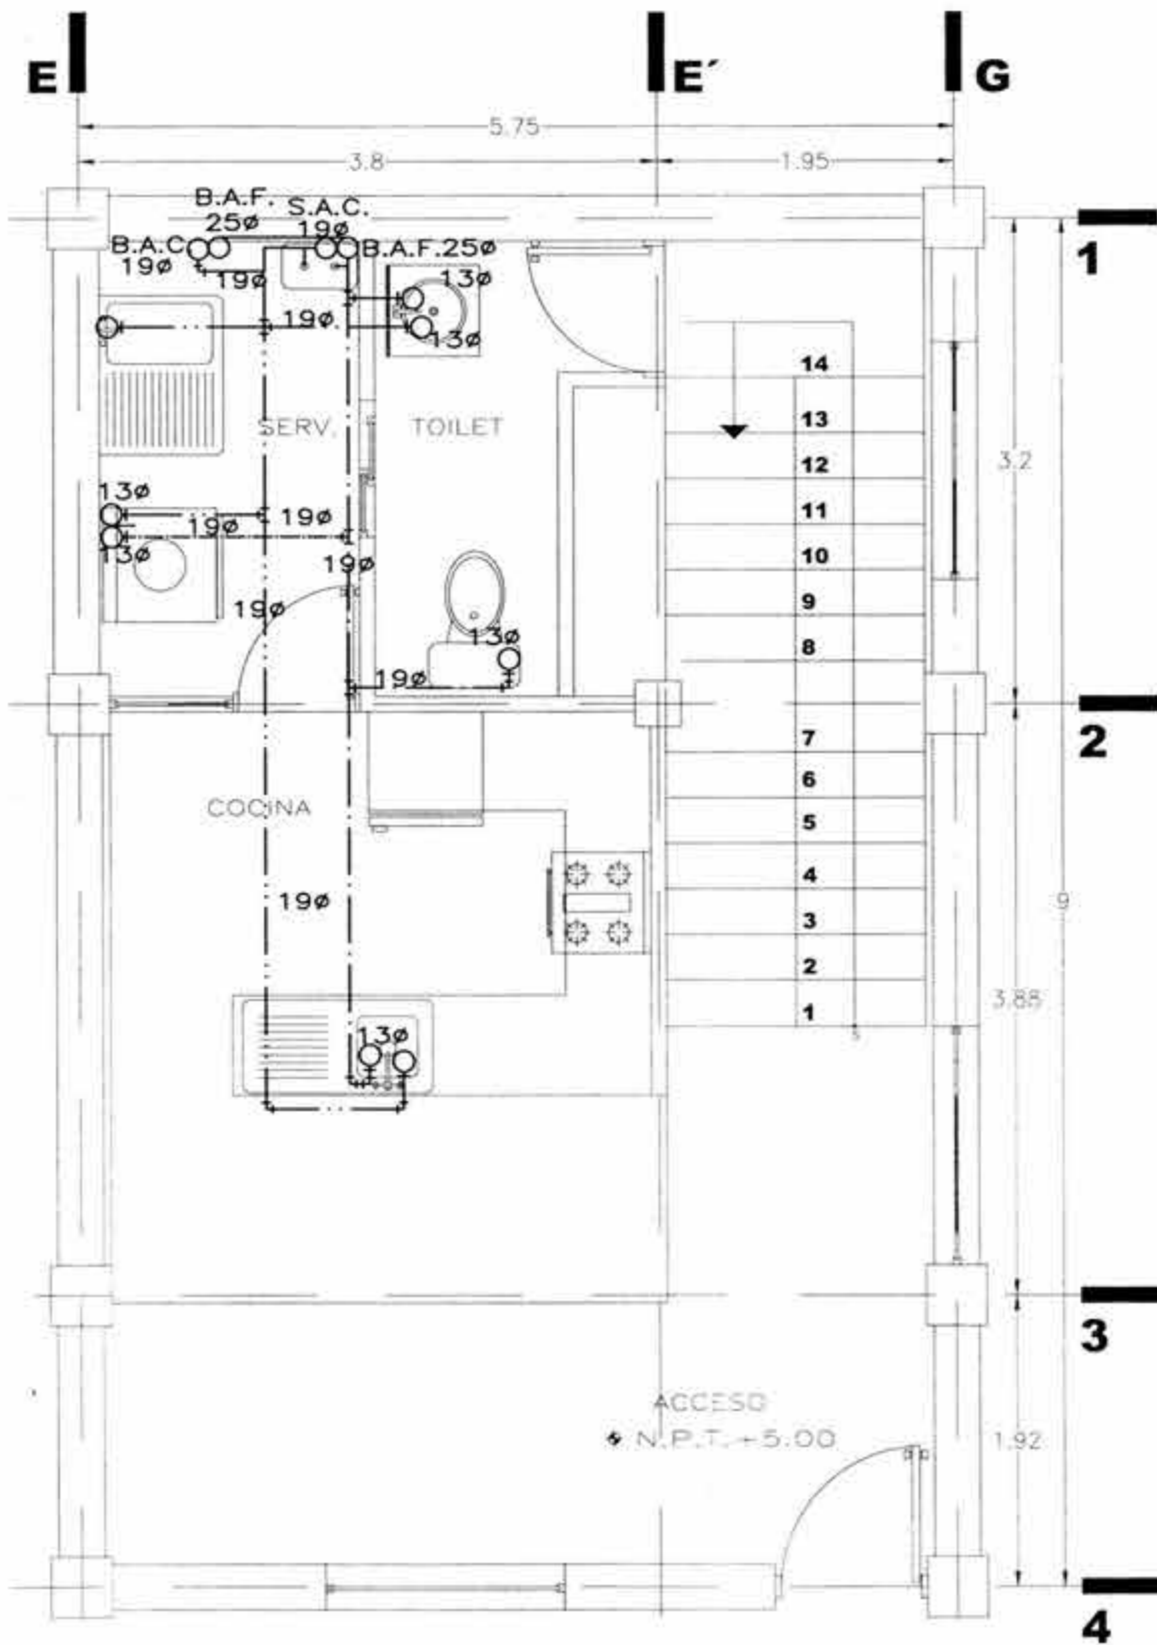 E
E´
G
5.75
3.8
1.95
B.A.F.
25ø
S.A.C.
19ø
B.A.C.
19ø
B.A.F.25ø
19ø
13ø
1
19ø
13ø
14
SERV.
TOILET
13
3.2
12
13ø
19ø
19ø
11
13ø
19ø
10
19ø
9
13ø
8
19ø
2
7
COCINA
6
5
4
19ø
9
3
2
3.88
1
13ø
S
3
ACCESO
N.P.T.+5.00
1.92
4